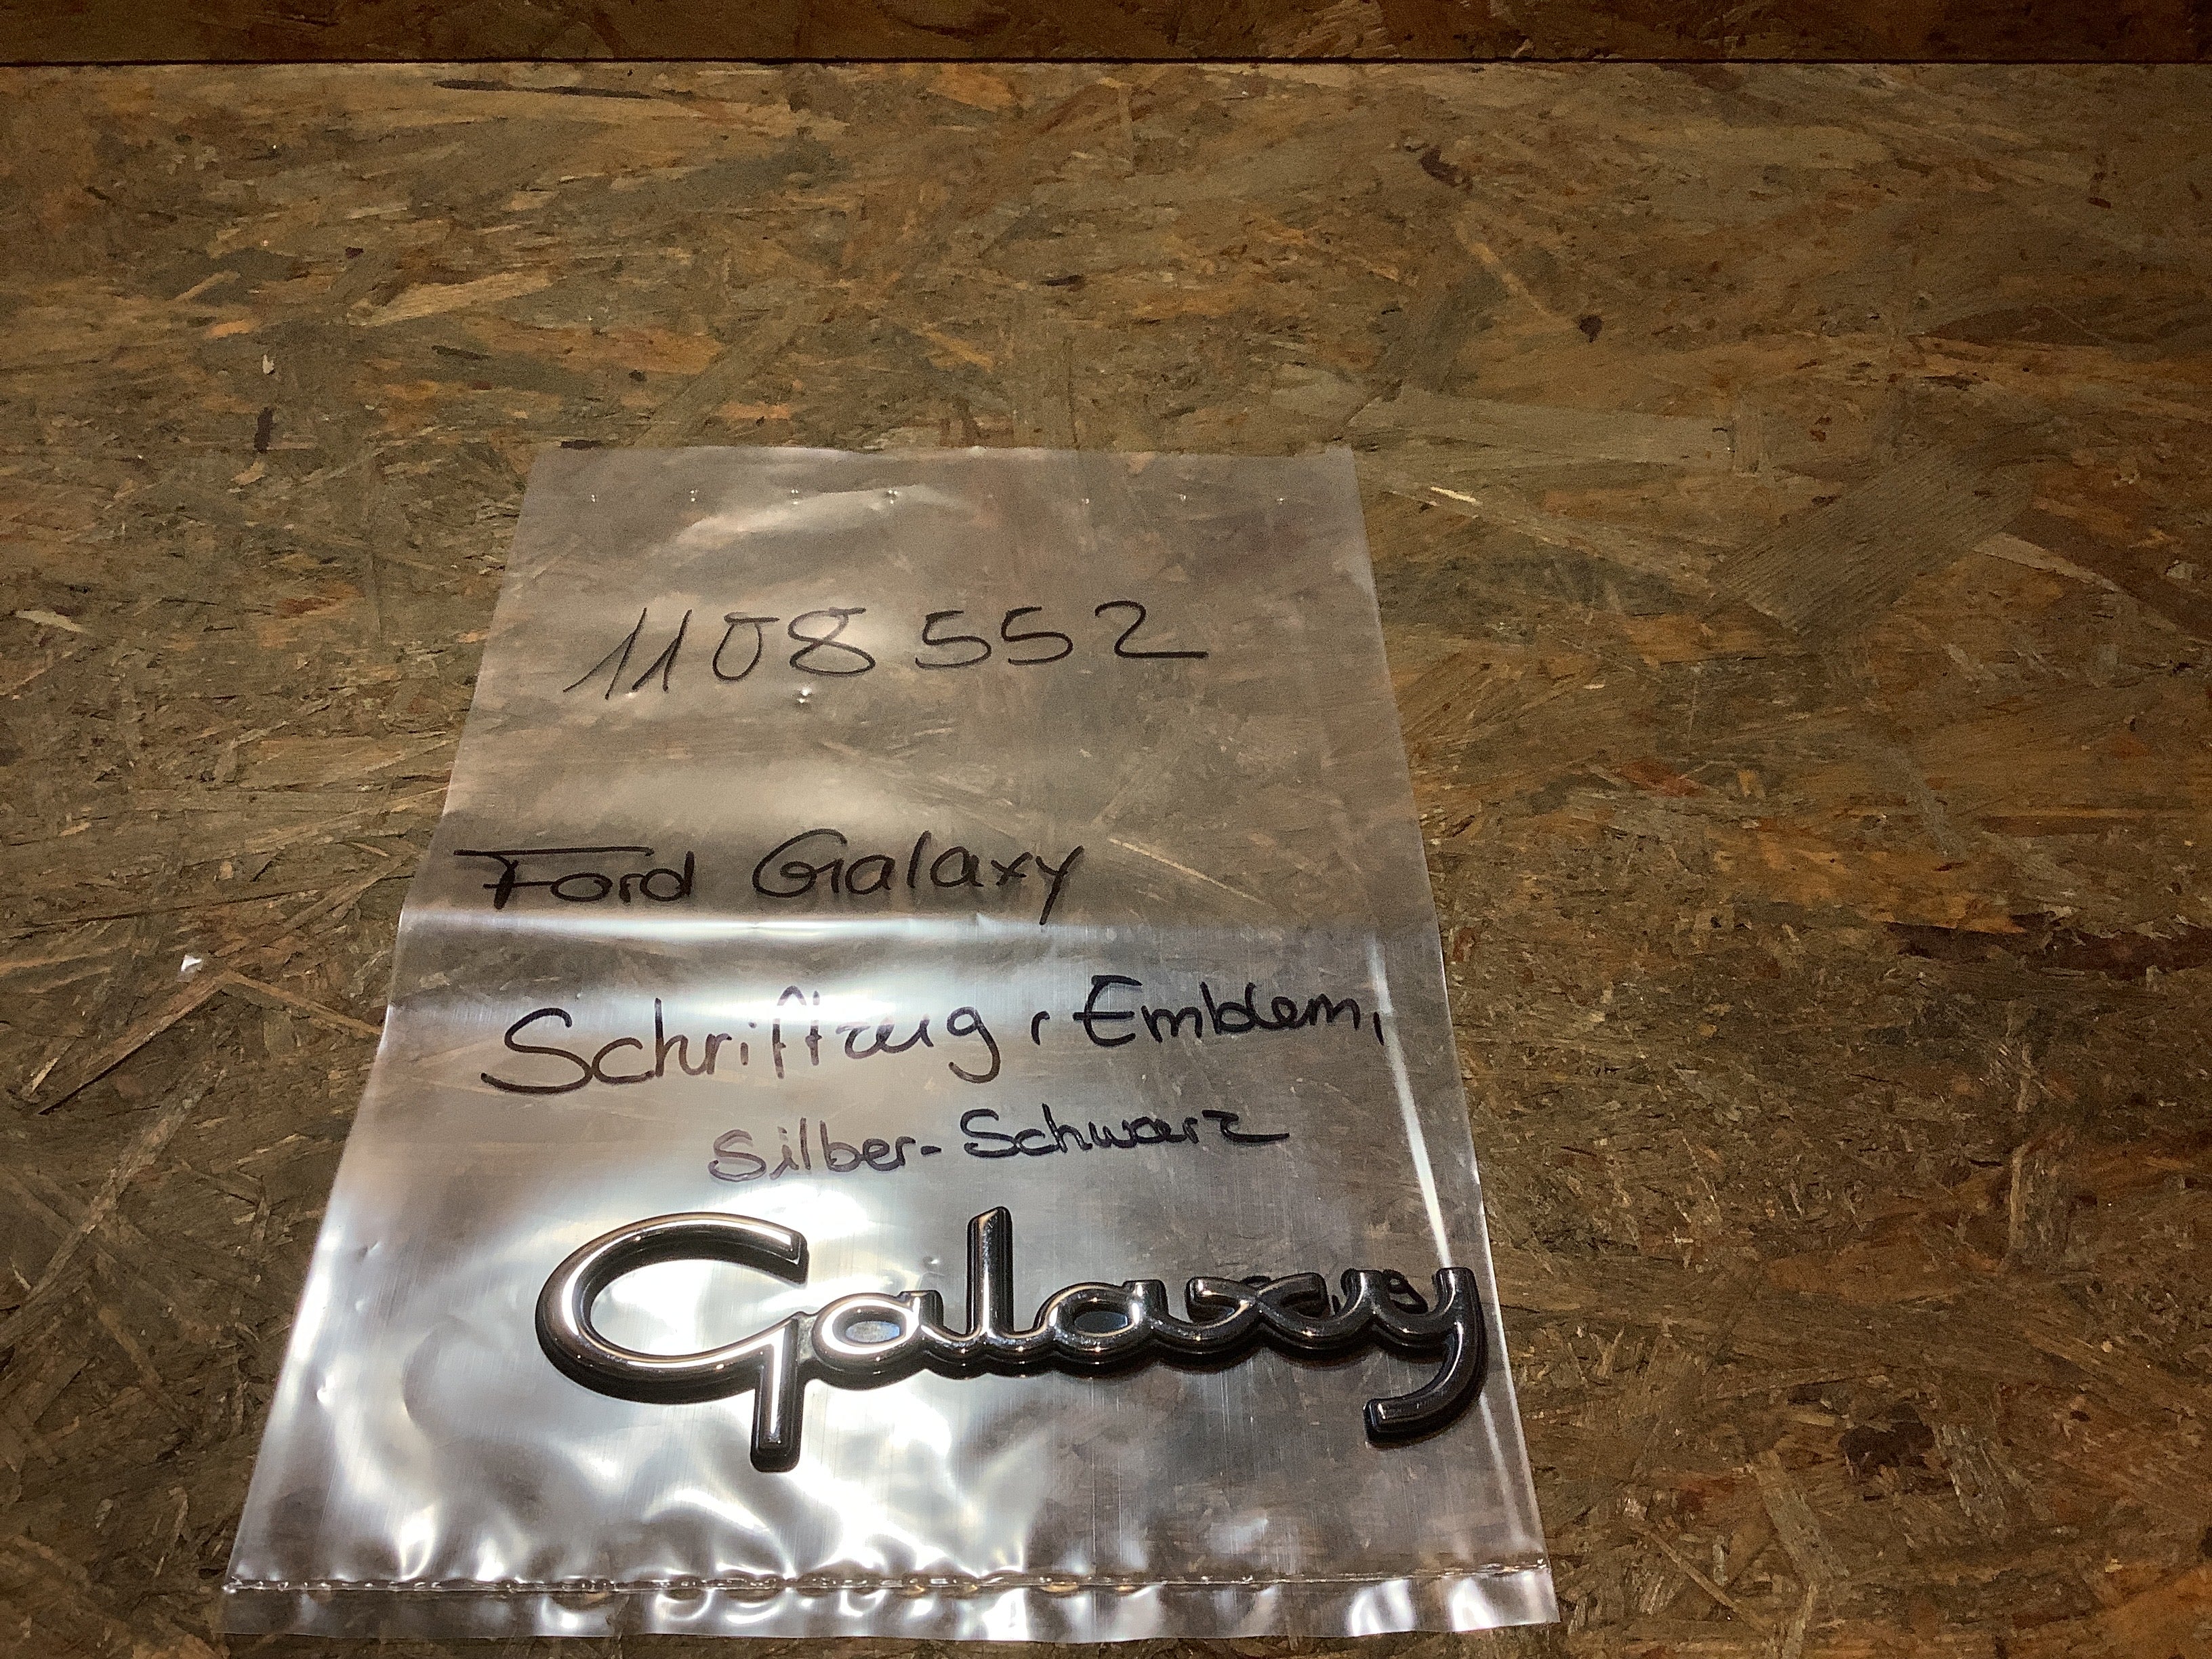 1108552
Ford Galaxy
Schriftzug, Emblem,
Silber-Schwarz
Galaxy